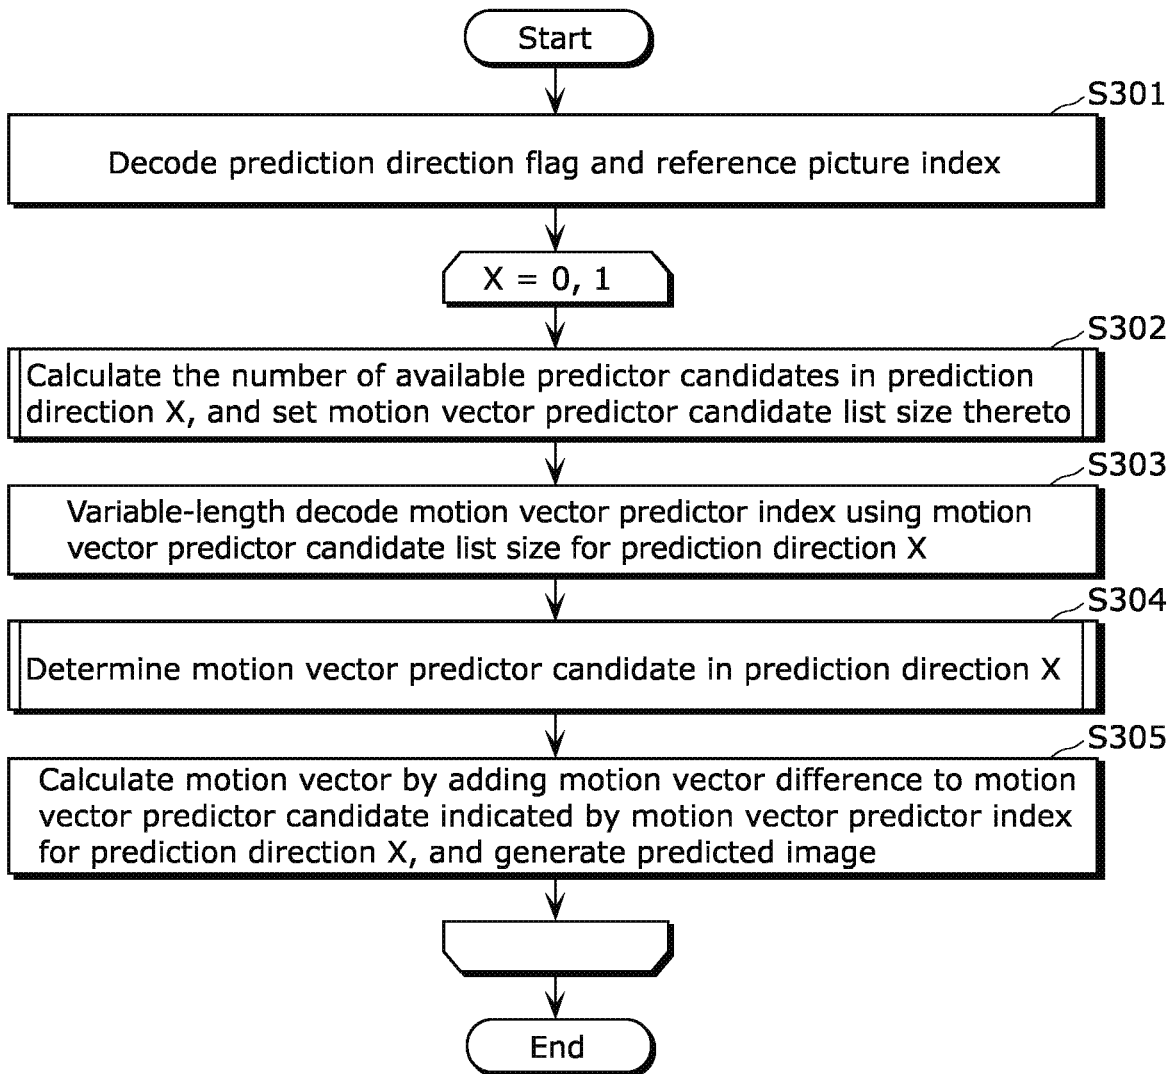 Start
S301
Decode prediction direction flag and reference picture index
X = 0, 1
S302
Calculate the number of available predictor candidates in prediction
direction X, and set motion vector predictor candidate list size thereto
S303
Variable-length decode motion vector predictor index using motion
vector predictor candidate list size for prediction direction X
S304
Determine motion vector predictor candidate in prediction direction X
S305
Calculate motion vector by adding motion vector difference to motion
vector predictor candidate indicated by motion vector predictor index
for prediction direction X, and generate predicted image
End